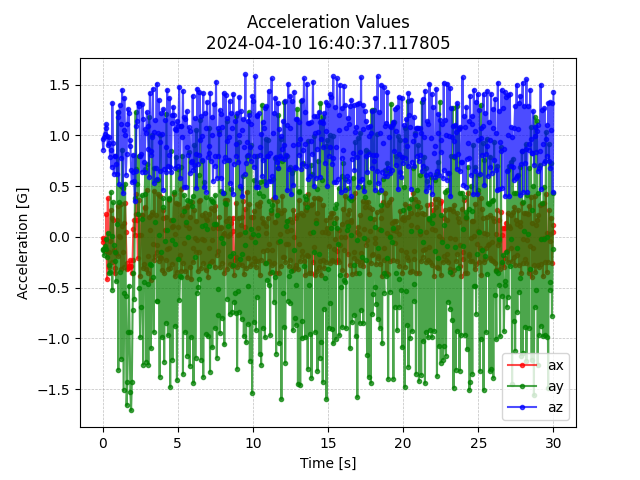 Acceleration Values
2024-04-10 16:40:37.117805
Acceleration [G]
1.5
1.0
0.5
0.0
−0.5
−1.0
−1.5
0 5 10 15 20 25 30
Time [s]
ax
ay
az